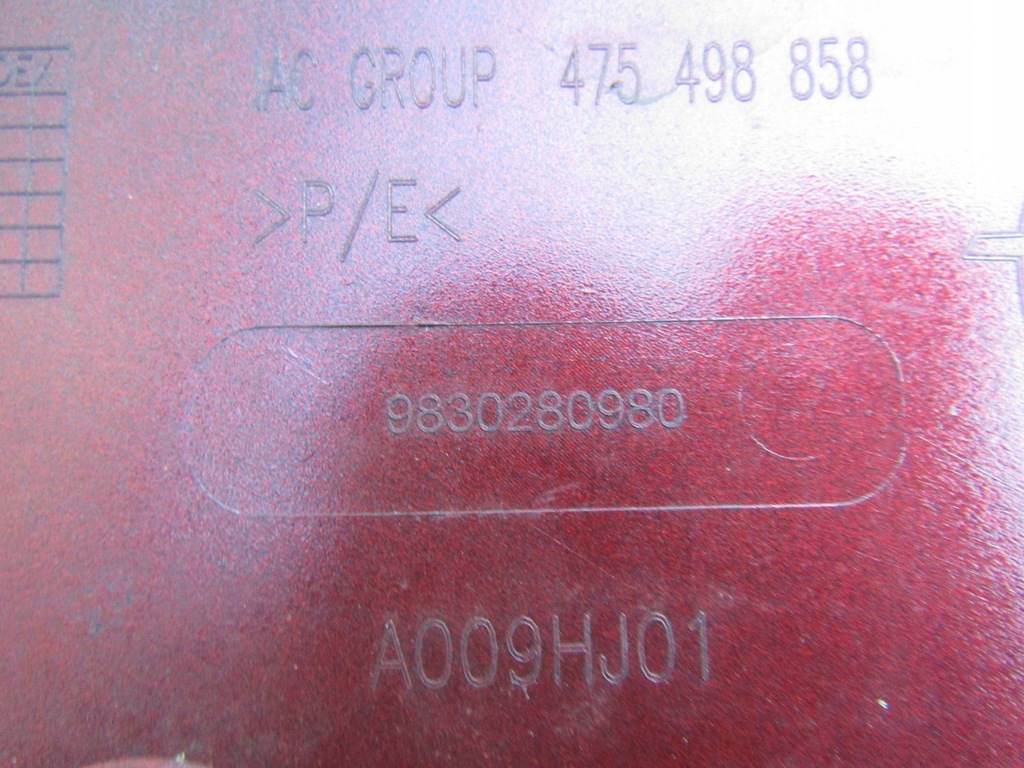 IAC GROUP 475 498 858
>P/E<
9830280980
A009HJ01